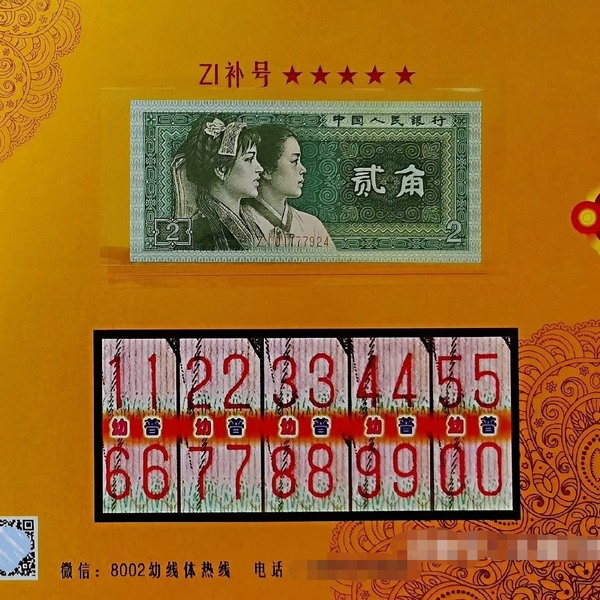 Z1补号★★★★★
中国人民银行
贰角
2 ZI01777924 2
11 22 33 44 55
幼普 幼普 幼普 幼普 幼普
66 77 88 99 00
微信：8002幼线体热线 电话